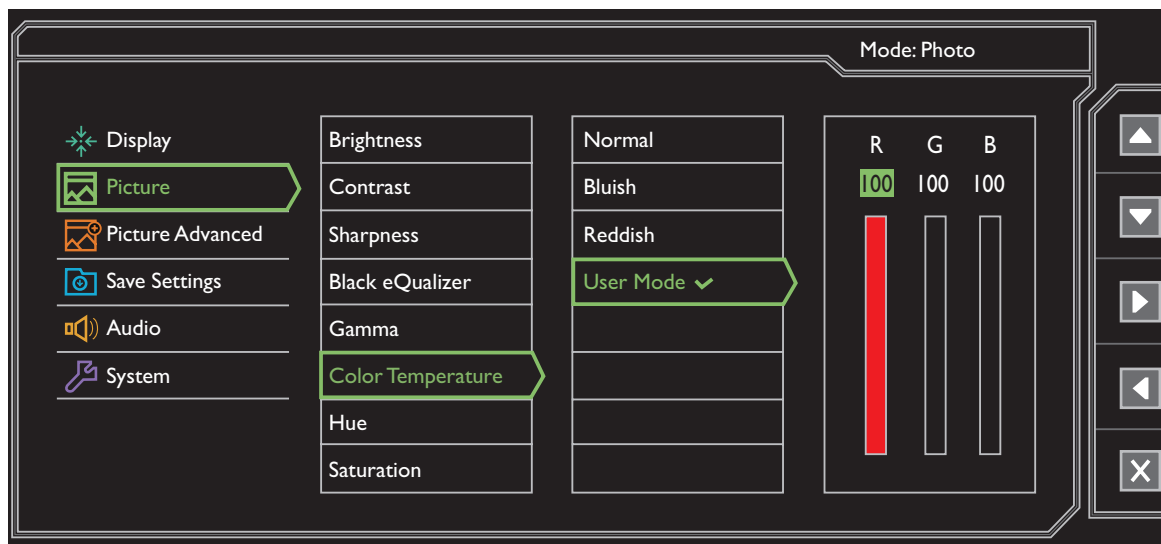 Mode: Photo
Display
Picture
Picture Advanced
Save Settings
Audio
System
Brightness
Contrast
Sharpness
Black eQualizer
Gamma
Color Temperature
Hue
Saturation
Normal
Bluish
Reddish
User Mode
R G B
100 100 100